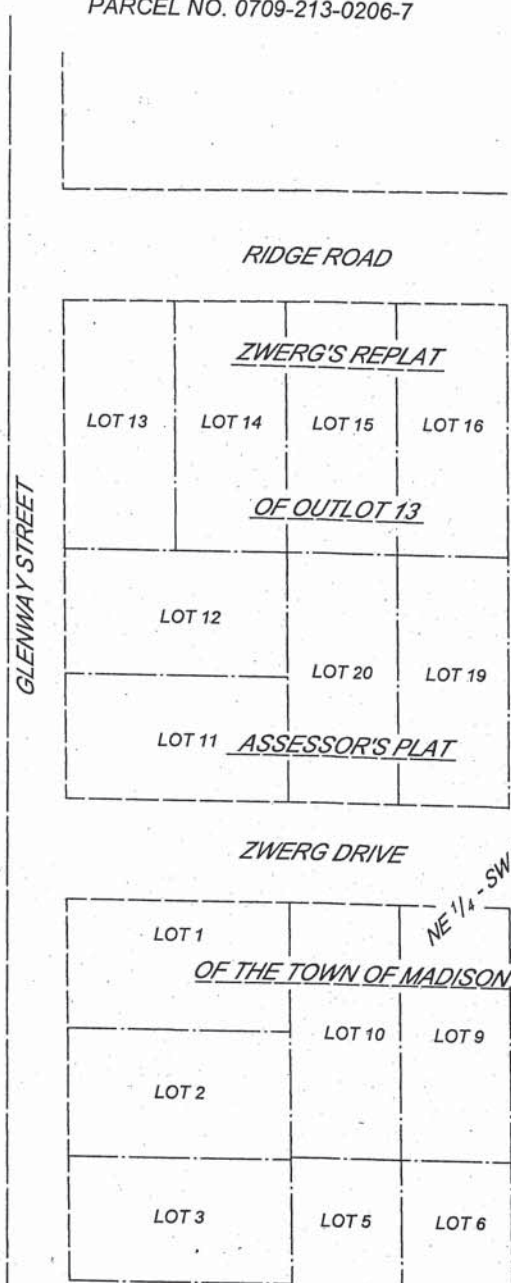 PARCEL NO. 0709-213-0206-7
RIDGE ROAD
ZWERG'S REPLAT
LOT 13
LOT 14
LOT 15
LOT 16
OF OUTLOT 13
GLENWAY STREET
LOT 12
LOT 20
LOT 19
LOT 11
ASSESSOR'S PLAT
ZWERG DRIVE
NE 1/4 - SW
LOT 1
OF THE TOWN OF MADISON
LOT 10
LOT 9
LOT 2
LOT 3
LOT 5
LOT 6